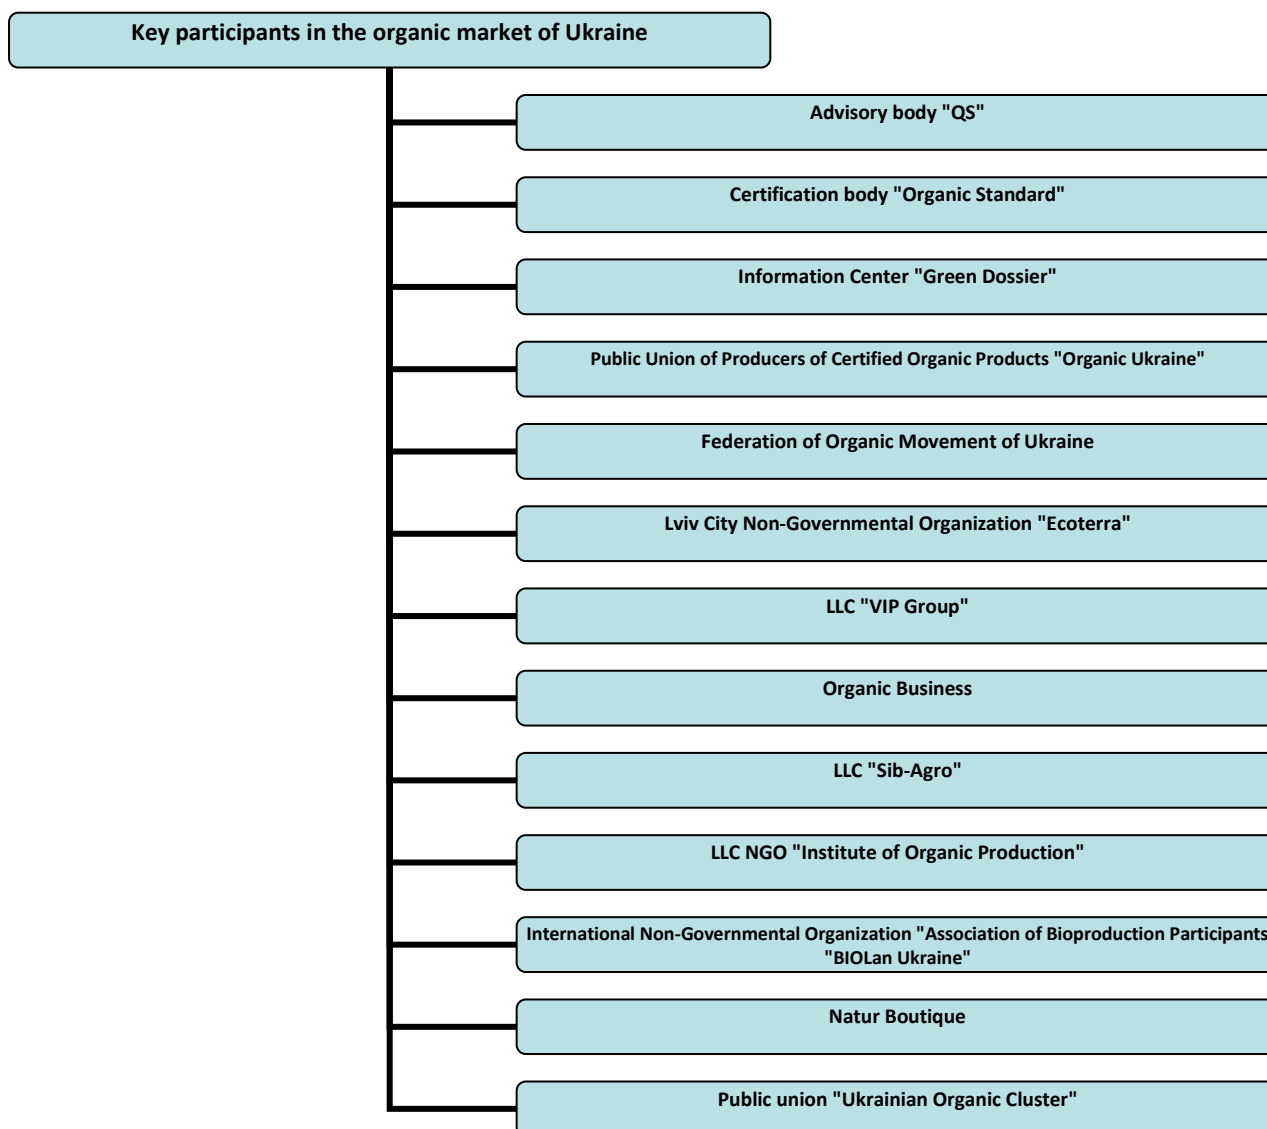 Key participants in the organic market of Ukraine
Advisory body "QS"
Certification body "Organic Standard"
Information Center "Green Dossier"
Public Union of Producers of Certified Organic Products "Organic Ukraine"
Federation of Organic Movement of Ukraine
Lviv City Non-Governmental Organization "Ecoterra"
LLC "VIP Group"
Organic Business
LLC "Sib-Agro"
LLC NGO "Institute of Organic Production"
International Non-Governmental Organization "Association of Bioproduction Participants
"BIOLan Ukraine"
Natur Boutique
Public union "Ukrainian Organic Cluster"